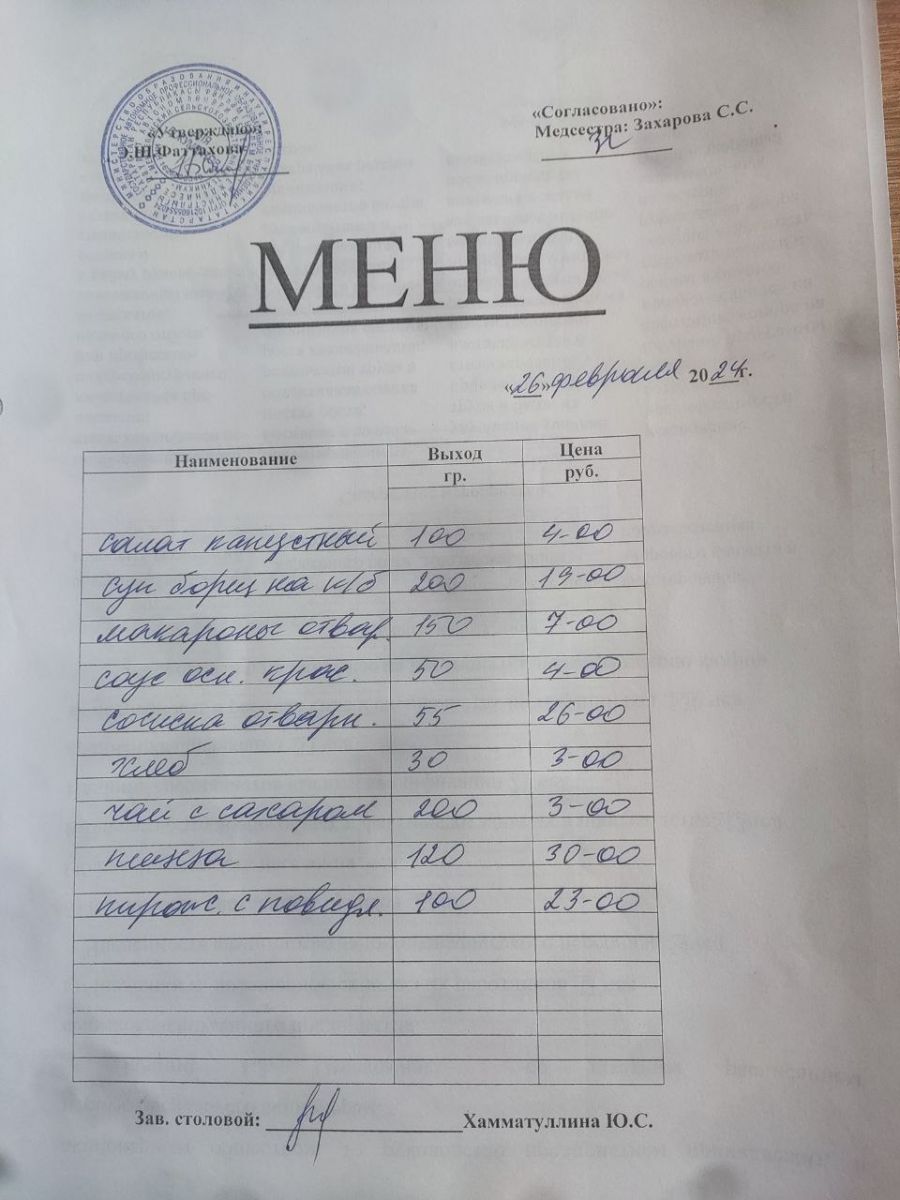 «Утверждаю»:
Э.Ш.Фаттахова
«Согласовано»:
Медсестра: Захарова С.С.
МЕНЮ
«26» февраля 2024г.
Наименование Выход гр. Цена руб.
салат капустный 100 4-00
суп борщ на к/б 200 19-00
макароны отвар. 150 7-00
соус осн. крас. 50 4-00
сосиска отварн. 55 26-00
хлеб 30 3-00
чай с сахаром 200 3-00
пицца 120 30-00
пирож. с повидл. 100 23-00
Зав. столовой: Хамматуллина Ю.С.